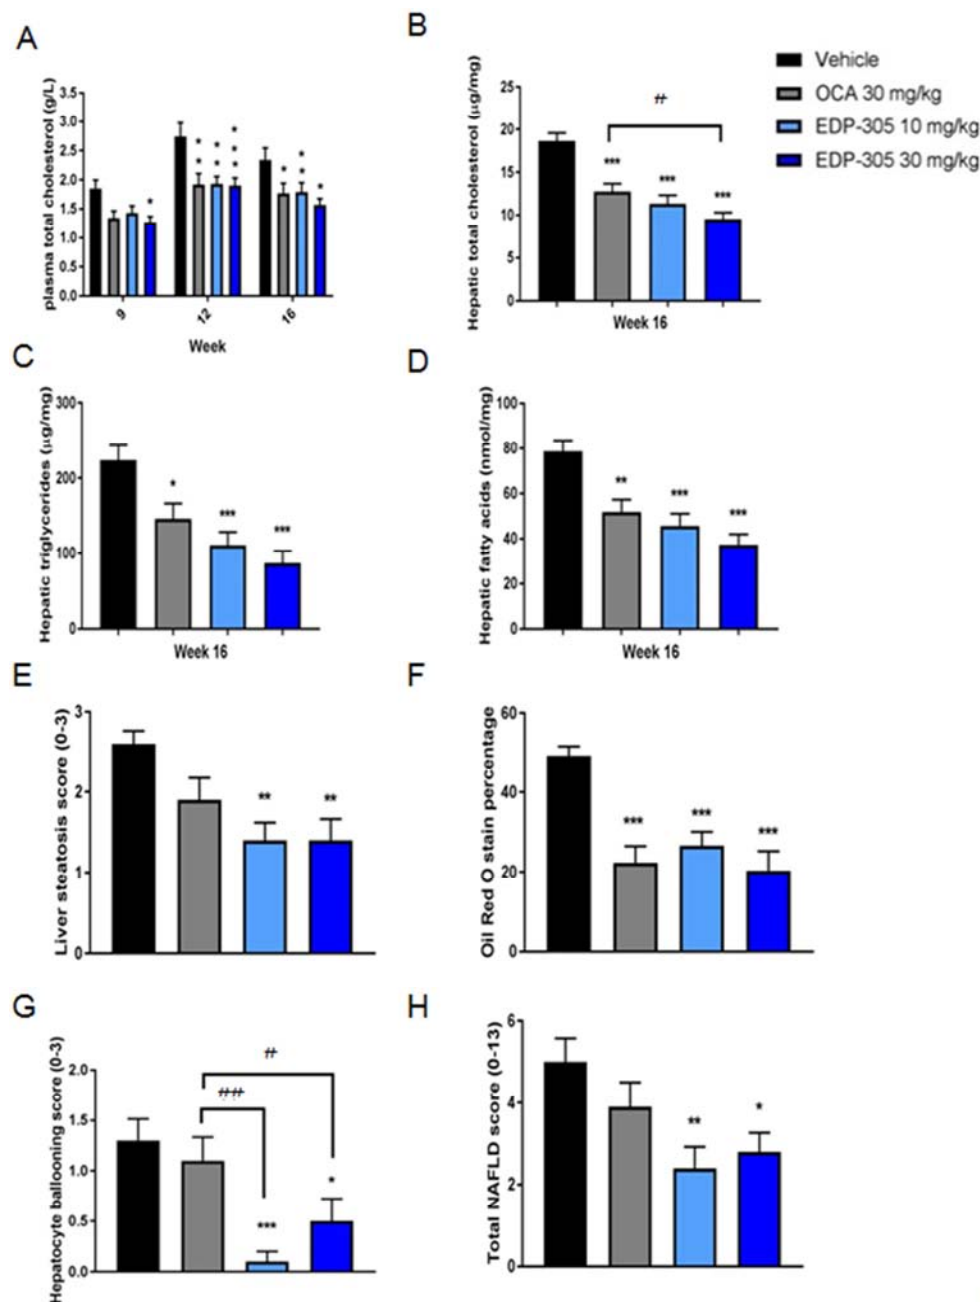 A
plasma total cholesterol (g/L)
3.5
3.0
2.5
2.0
1.5
1.0
0.5
0.0
*
* *
* *
* * *
*
* *
*
9
12
16
Week
B
Hepatic total cholesterol (µg/mg)
25
20
15
10
5
0
#
***
***
***
Week 16
Vehicle
OCA 30 mg/kg
EDP-305 10 mg/kg
EDP-305 30 mg/kg
C
Hepatic triglycerides (µg/mg)
300
200
100
0
*
***
***
Week 16
D
Hepatic fatty acids (nmol/mg)
100
80
60
40
20
0
**
***
***
Week 16
E
Liver steatosis score (0-3)
3
2
1
0
**
**
F
Oil Red O stain percentage
60
40
20
0
***
***
***
G
Hepatocyte ballooning score (0-3)
2.0
1.5
1.0
0.5
0.0
#
##
***
*
H
Total NAFLD score (0-13)
6
4
2
0
**
*